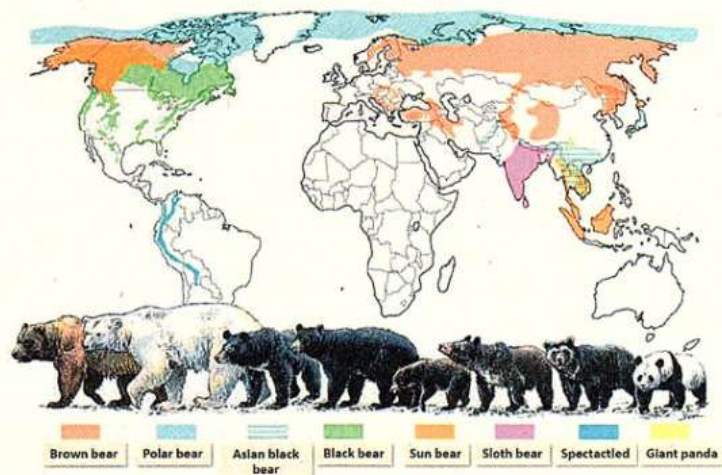 Brown bear
Polar bear
Asian black
bear
Black bear
Sun bear
Sloth bear
Spectactled
Giant panda